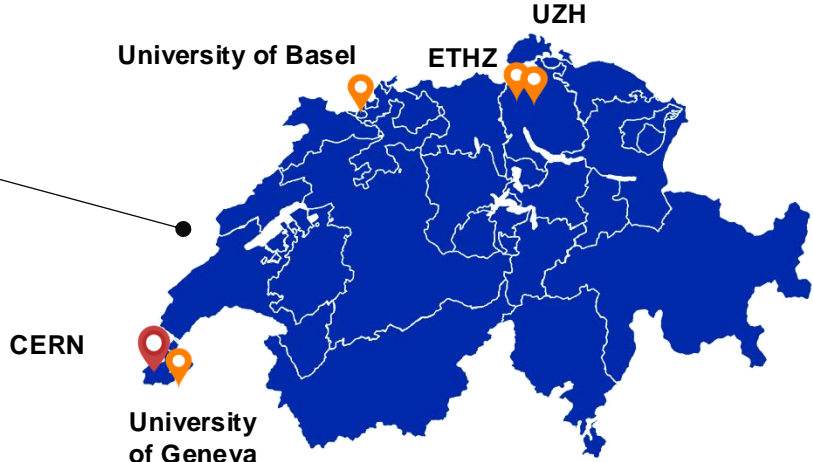 UZH
University of Basel
ETHZ
CERN
University
of Geneva